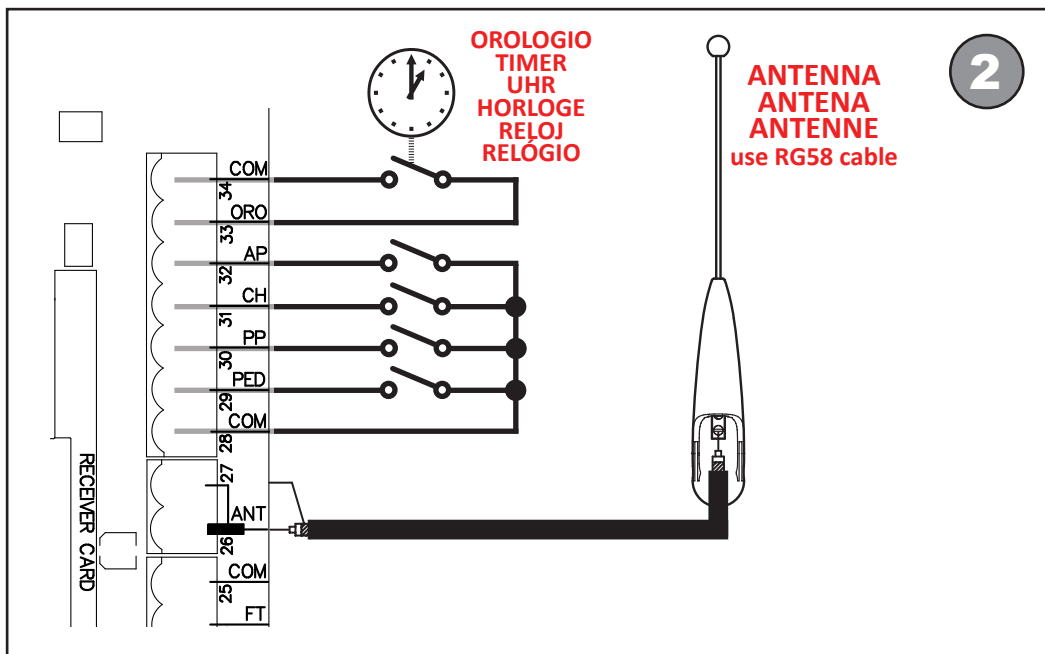 OROLOGIO
TIMER
UHR
HORLOGE
RELOJ
RELÓGIO
ANTENNA
ANTENA
ANTENNE
use RG58 cable
2
COM
34
ORO
33
AP
32
CH
31
PP
30
PED
29
COM
28
27
ANT
26
COM
25
FT
RECEIVER CARD